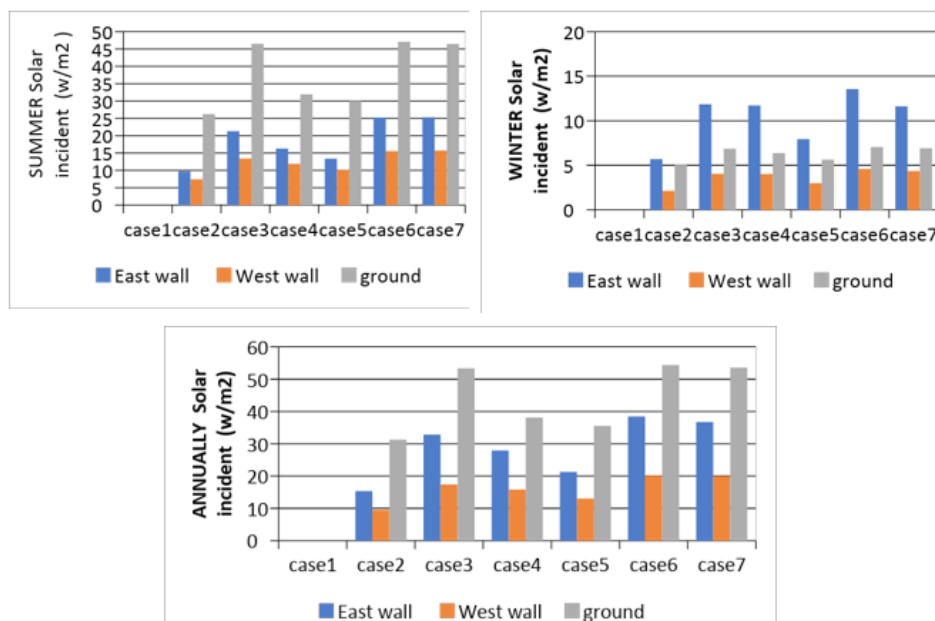 SUMMER Solar
incident (w/m2)
50
45
40
35
30
25
20
15
10
5
0
case1 case2 case3 case4 case5 case6 case7
East wall West wall ground
WINTER Solar
incident (w/m2)
20
15
10
5
0
case1 case2 case3 case4 case5 case6 case7
East wall West wall ground
ANNUALLY Solar
incident (w/m2)
60
50
40
30
20
10
0
case1 case2 case3 case4 case5 case6 case7
East wall West wall ground